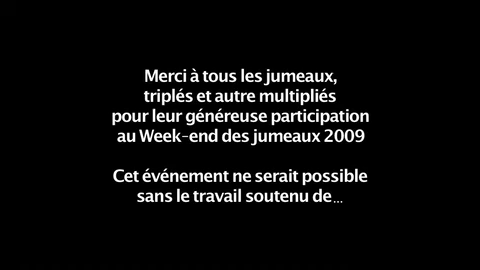 Merci à tous les jumeaux,
triplés et autre multipliés
pour leur généreuse participation
au Week-end des jumeaux 2009
Cet événement ne serait possible
sans le travail soutenu de...